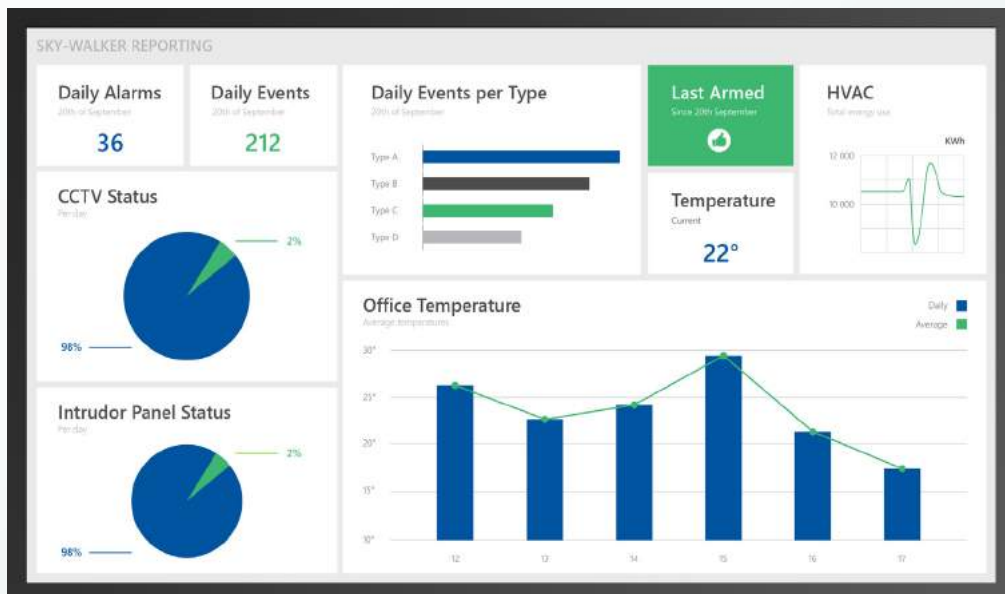 SKY-WALKER REPORTING
Daily Alarms
20th of September
36
Daily Events
20th of September
212
Daily Events per Type
20th of September
Type A
Type B
Type C
Type D
Last Armed
Since 20th September
HVAC
Total energy use
KWh
12 000
10 000
Temperature
Current
22°
CCTV Status
Per day
2%
98%
Intrudor Panel Status
Per day
2%
98%
Office Temperature
Average temperatures
Daily
Average
30°
25°
20°
15°
10°
12 13 14 15 16 17